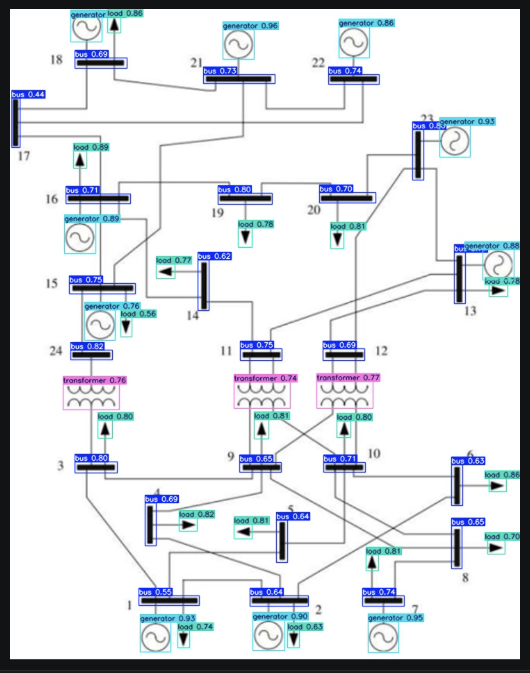 generator 0.86
load 0.86
generator 0.96
generator 0.86
18
bus 0.69
21
bus 0.73
22
bus 0.74
bus 0.44
17
23
generator 0.93
load 0.89
16
bus 0.71
generator 0.89
bus 0.80
19
load 0.78
bus 0.70
20
load 0.81
load 0.77
bus 0.62
14
generator 0.88
load 0.78
13
15
bus 0.75
generator 0.76
load 0.56
24
bus 0.82
11
bus 0.75
bus 0.69
12
transformer 0.76
transformer 0.74
transformer 0.77
load 0.80
load 0.81
load 0.80
3
bus 0.80
9
bus 0.65
10
bus 0.71
6
bus 0.63
load 0.86
4
bus 0.69
load 0.82
5
load 0.81
bus 0.64
bus 0.65
load 0.70
8
load 0.81
1
bus 0.55
generator 0.93
load 0.74
bus 0.64
2
generator 0.90
load 0.63
bus 0.74
7
generator 0.95